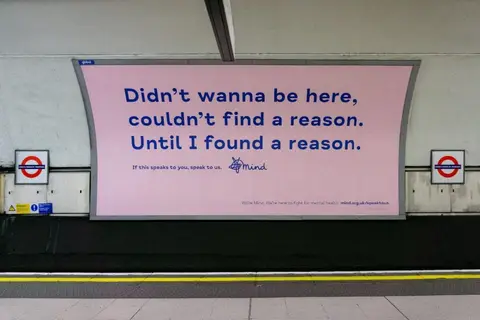 Didn't wanna be here,
couldn't find a reason.
Until I found a reason.
If this speaks to you, speak to us.
mind